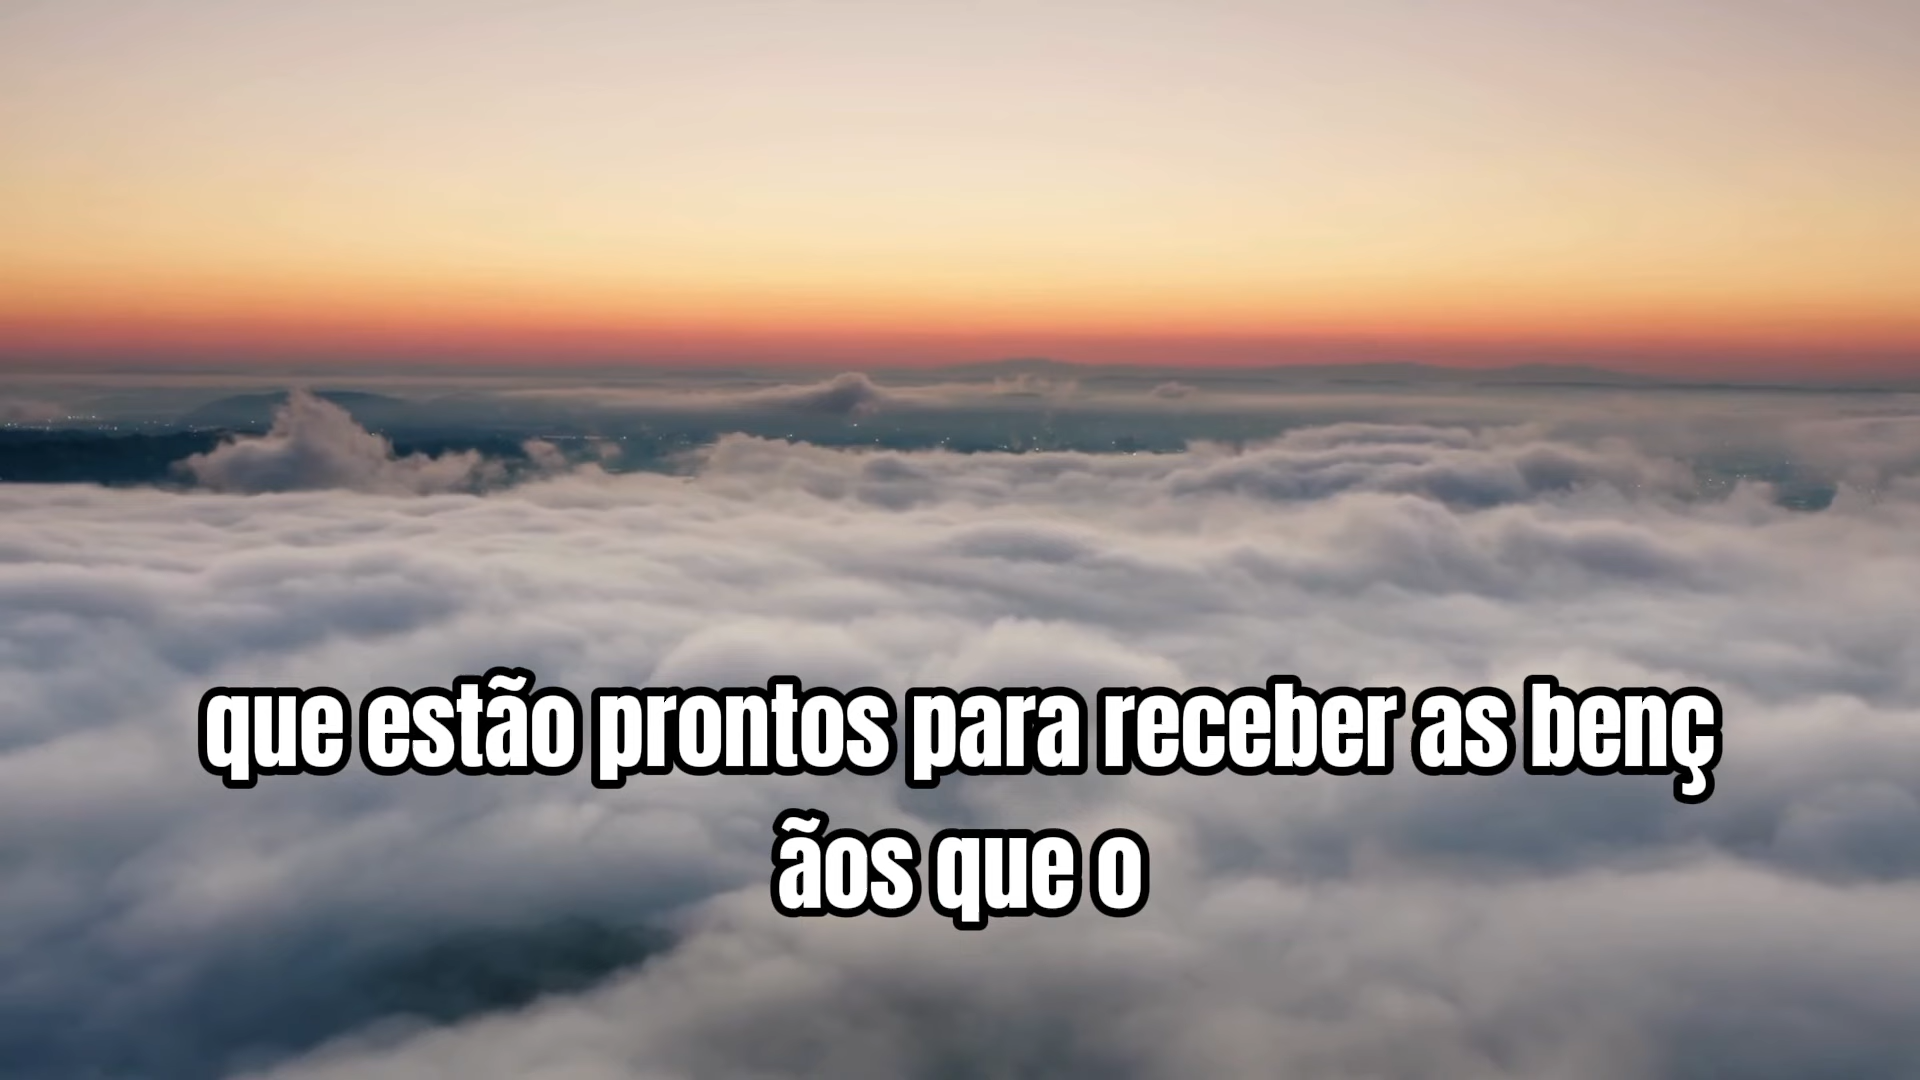 que estão prontos para receber as benç
ãos que o